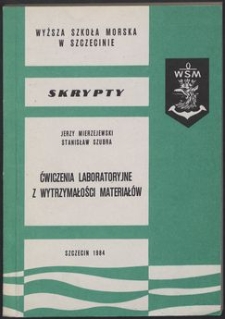 WYŻSZA SZKOŁA MORSKA
W SZCZECINIE
WSM
SKRYPTY
JERZY MIERZEJEWSKI
STANISŁAW SZUBRA
ĆWICZENIA LABORATORYJNE
Z WYTRZYMAŁOŚCI MATERIAŁÓW
SZCZECIN 1984